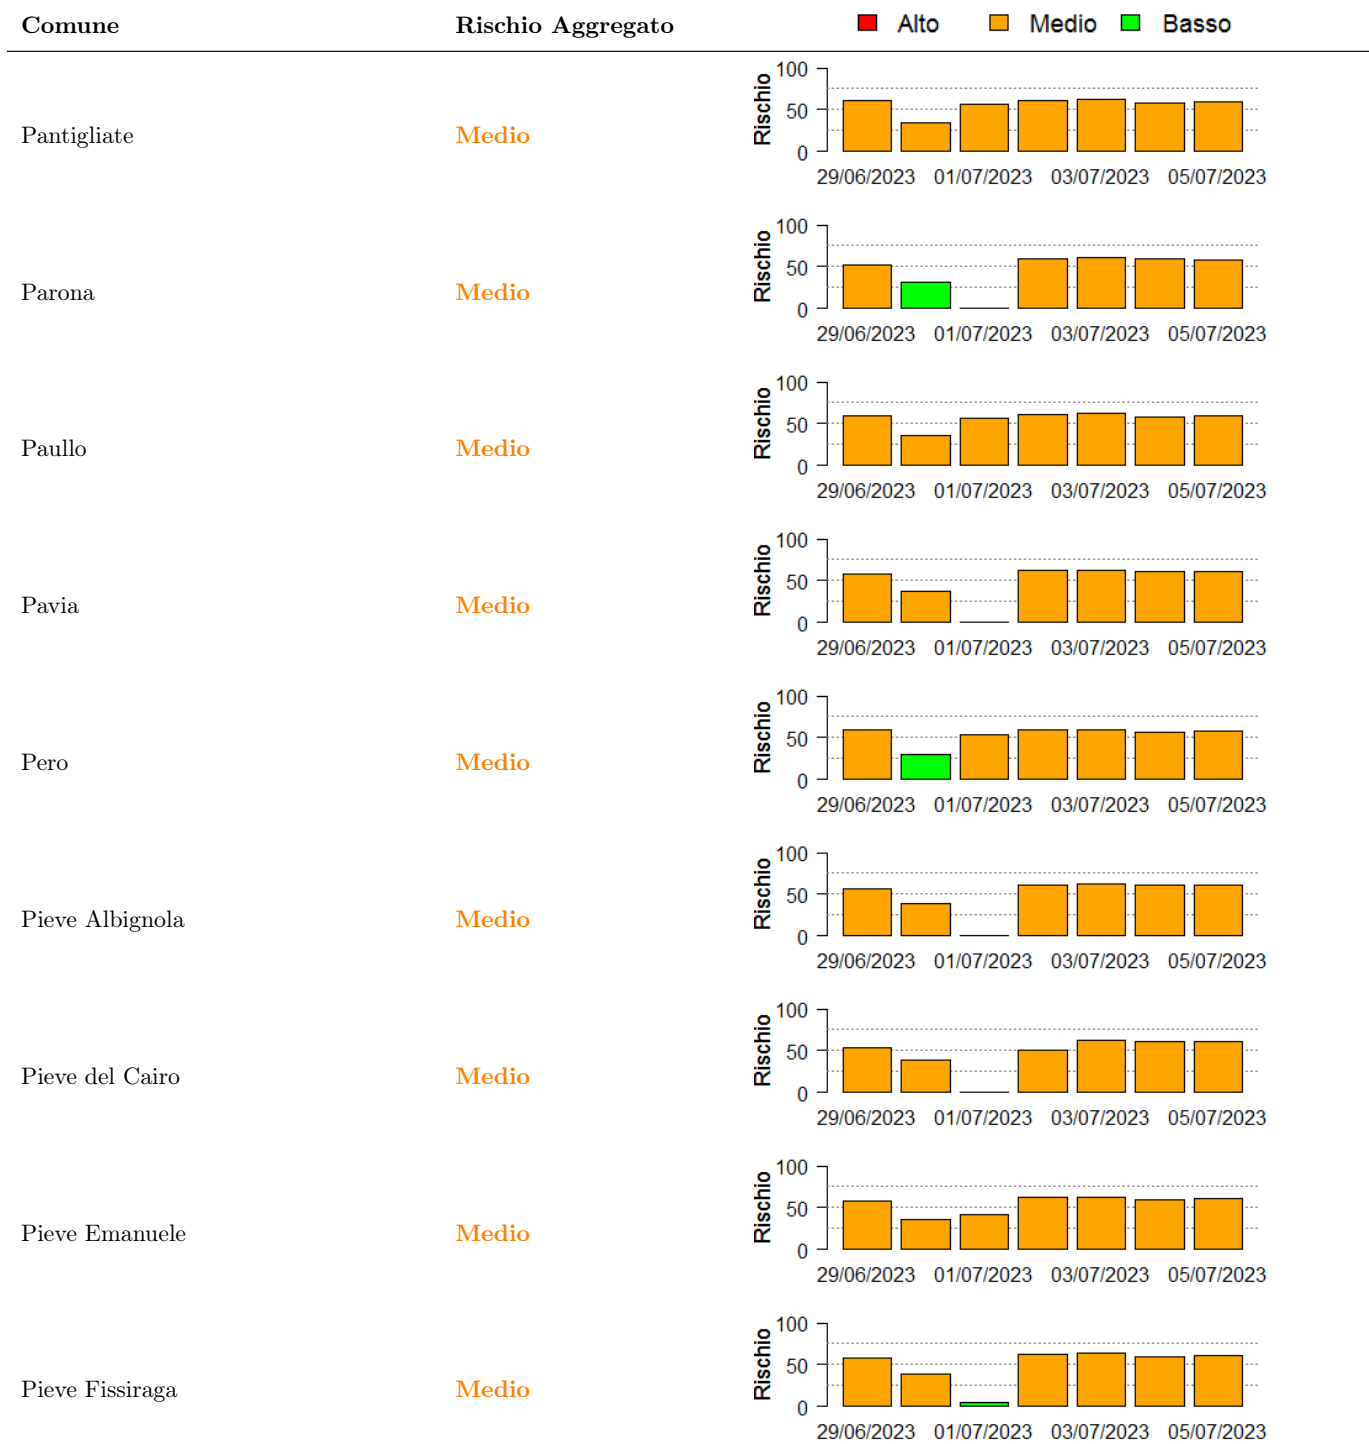 Comune Rischio Aggregato Alto Medio Basso
100
50
0
Rischio
Pantigliate Medio
29/06/2023 01/07/2023 03/07/2023 05/07/2023
100
50
0
Rischio
Parona Medio
29/06/2023 01/07/2023 03/07/2023 05/07/2023
100
50
0
Rischio
Paullo Medio
29/06/2023 01/07/2023 03/07/2023 05/07/2023
100
50
0
Rischio
Pavia Medio
29/06/2023 01/07/2023 03/07/2023 05/07/2023
100
50
0
Rischio
Pero Medio
29/06/2023 01/07/2023 03/07/2023 05/07/2023
100
50
0
Rischio
Pieve Albignola Medio
29/06/2023 01/07/2023 03/07/2023 05/07/2023
100
50
0
Rischio
Pieve del Cairo Medio
29/06/2023 01/07/2023 03/07/2023 05/07/2023
100
50
0
Rischio
Pieve Emanuele Medio
29/06/2023 01/07/2023 03/07/2023 05/07/2023
100
50
0
Rischio
Pieve Fissiraga Medio
29/06/2023 01/07/2023 03/07/2023 05/07/2023